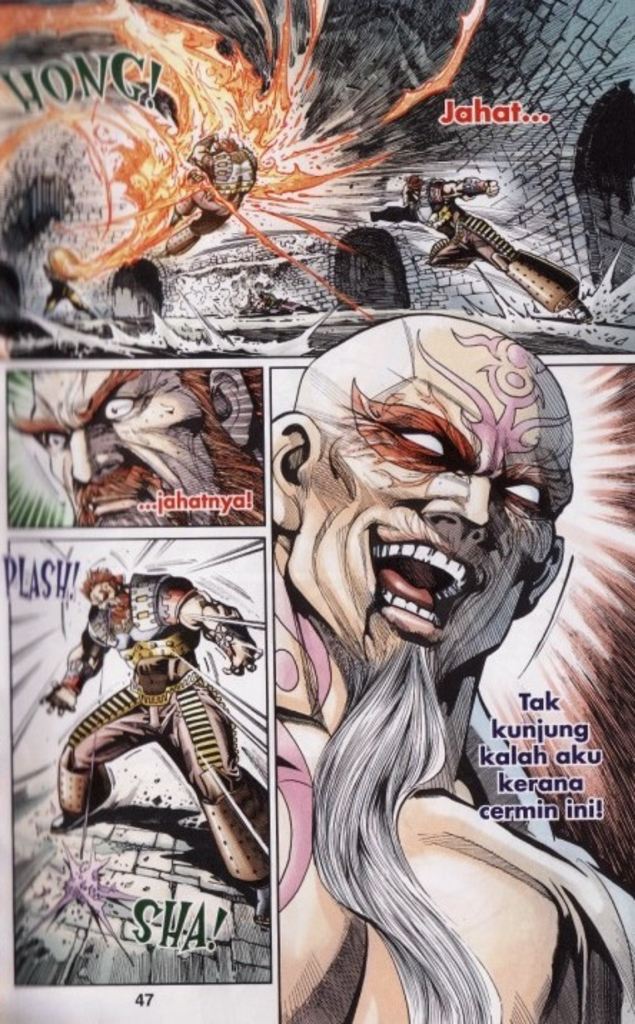 HONG!
Jahat...
...jahatnya!
PLASH!
SHA!
Tak
kunjung
kalah aku
kerana
cermin ini!
47